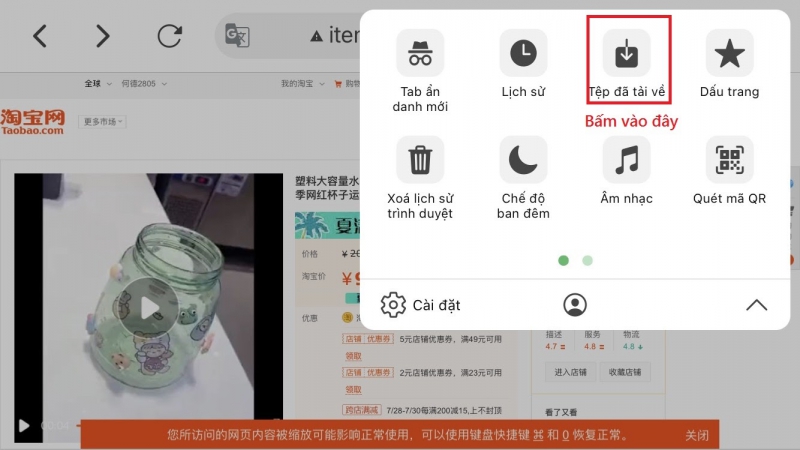 iten
全球
何德2805
我的淘宝
购物
淘宝网
Taobao.com
更多市场
Tab ẩn
danh mới
Lịch sử
Tệp đã tải về
Dấu trang
Bấm vào đây
Xoá lịch sử
trình duyệt
Chế độ
ban đêm
Âm nhạc
Quét mã QR
Cài đặt
塑料大容量水
季网红杯子运
价格
淘宝价
优惠
店铺优惠券 5元店铺优惠券，满49元可用
领取
店铺优惠券 2元店铺优惠券，满23元可用
领取
跨店满减 7/28-7/30每满200减15,上不封顶
描述 服务 物流
4.7 4.8 4.8
进入店铺 收藏店铺
看了又看
您所访问的网页内容被缩放可能影响正常使用，可以使用键盘快捷键 ⌘ 和 0 恢复正常。 关闭